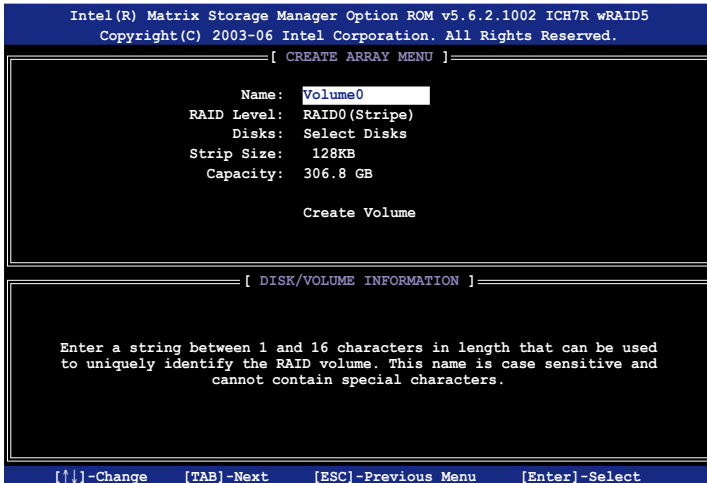 Intel(R) Matrix Storage Manager Option ROM v5.6.2.1002 ICH7R wRAID5
Copyright(C) 2003-06 Intel Corporation. All Rights Reserved.
[ CREATE ARRAY MENU ]
Name: Volume0
RAID Level: RAID0(Stripe)
Disks: Select Disks
Strip Size: 128KB
Capacity: 306.8 GB
Create Volume
[ DISK/VOLUME INFORMATION ]
Enter a string between 1 and 16 characters in length that can be used
to uniquely identify the RAID volume. This name is case sensitive and
cannot contain special characters.
[↑↓]-Change [TAB]-Next [ESC]-Previous Menu [Enter]-Select